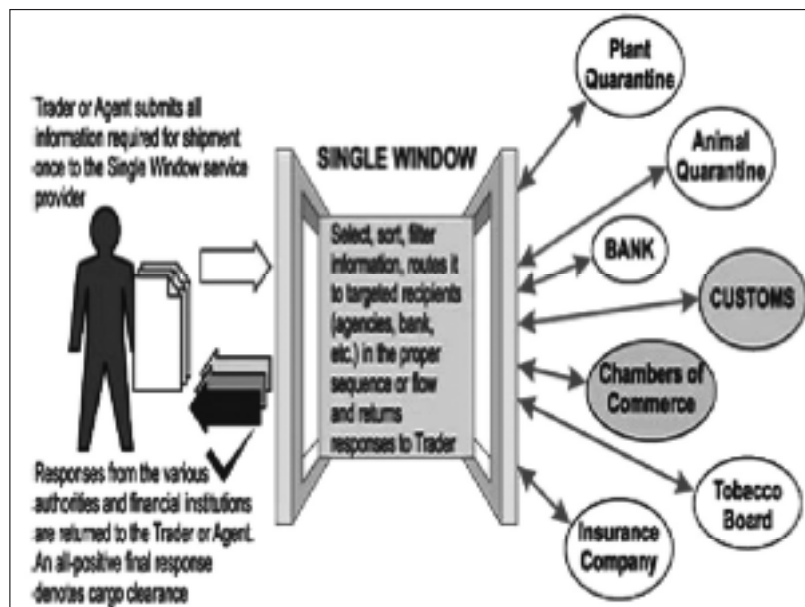 Trader or Agent submits all
information required for shipment
once to the Single Window service
provider
SINGLE WINDOW
Select, sort, filter
information, routes it
to targeted recipients
(agencies, bank,
etc.) in the proper
sequence or flow
and returns
responses to Trader
Responses from the various
authorities and financial institutions
are returned to the Trader or Agent.
An all-positive final response
denotes cargo clearance
Plant
Quarantine
Animal
Quarantine
BANK
CUSTOMS
Chambers of
Commerce
Tobacco
Board
Insurance
Company